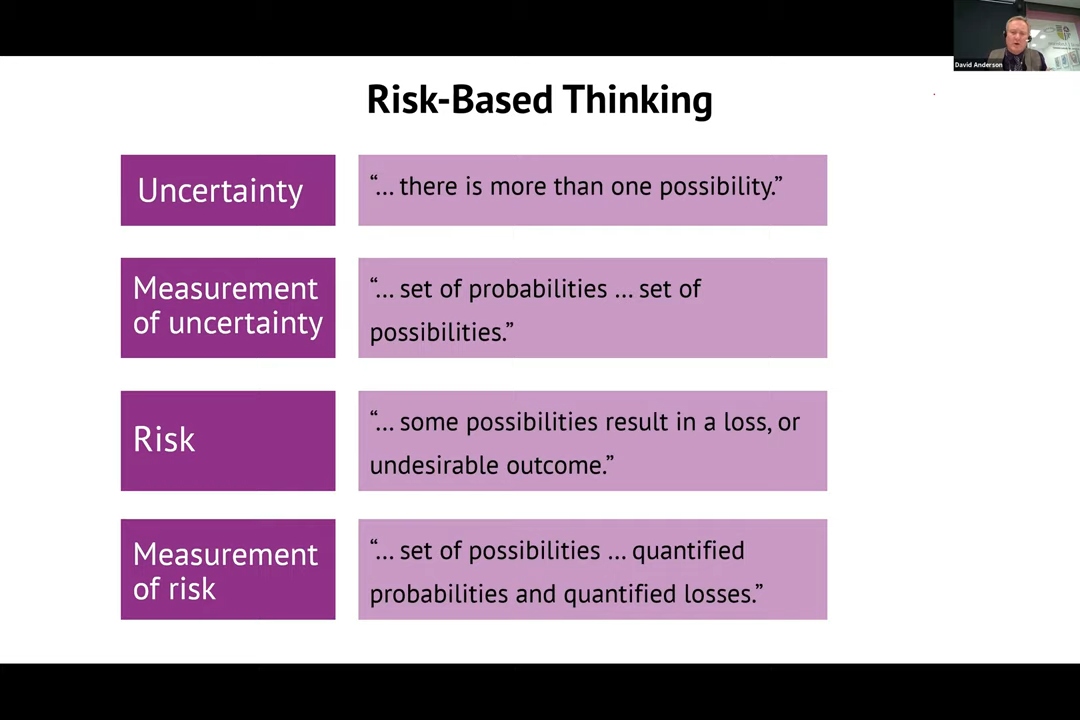 David Anderson
Risk-Based Thinking
Uncertainty
“... there is more than one possibility.”
Measurement
of uncertainty
“... set of probabilities ... set of
possibilities.”
Risk
“... some possibilities result in a loss, or
undesirable outcome.”
Measurement
of risk
“... set of possibilities ... quantified
probabilities and quantified losses.”